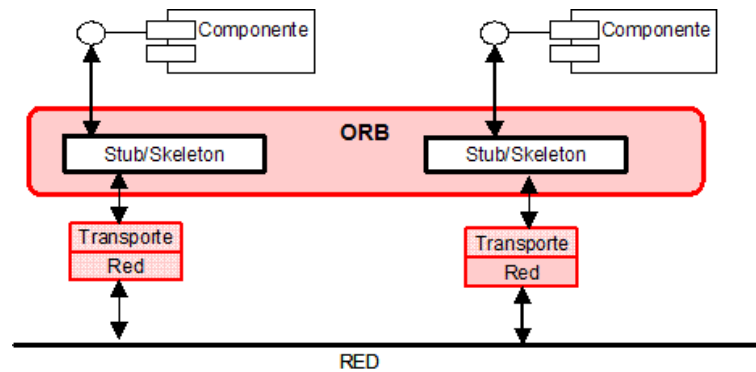 Componente
Componente
ORB
Stub/Skeleton
Stub/Skeleton
Transporte
Red
Transporte
Red
RED